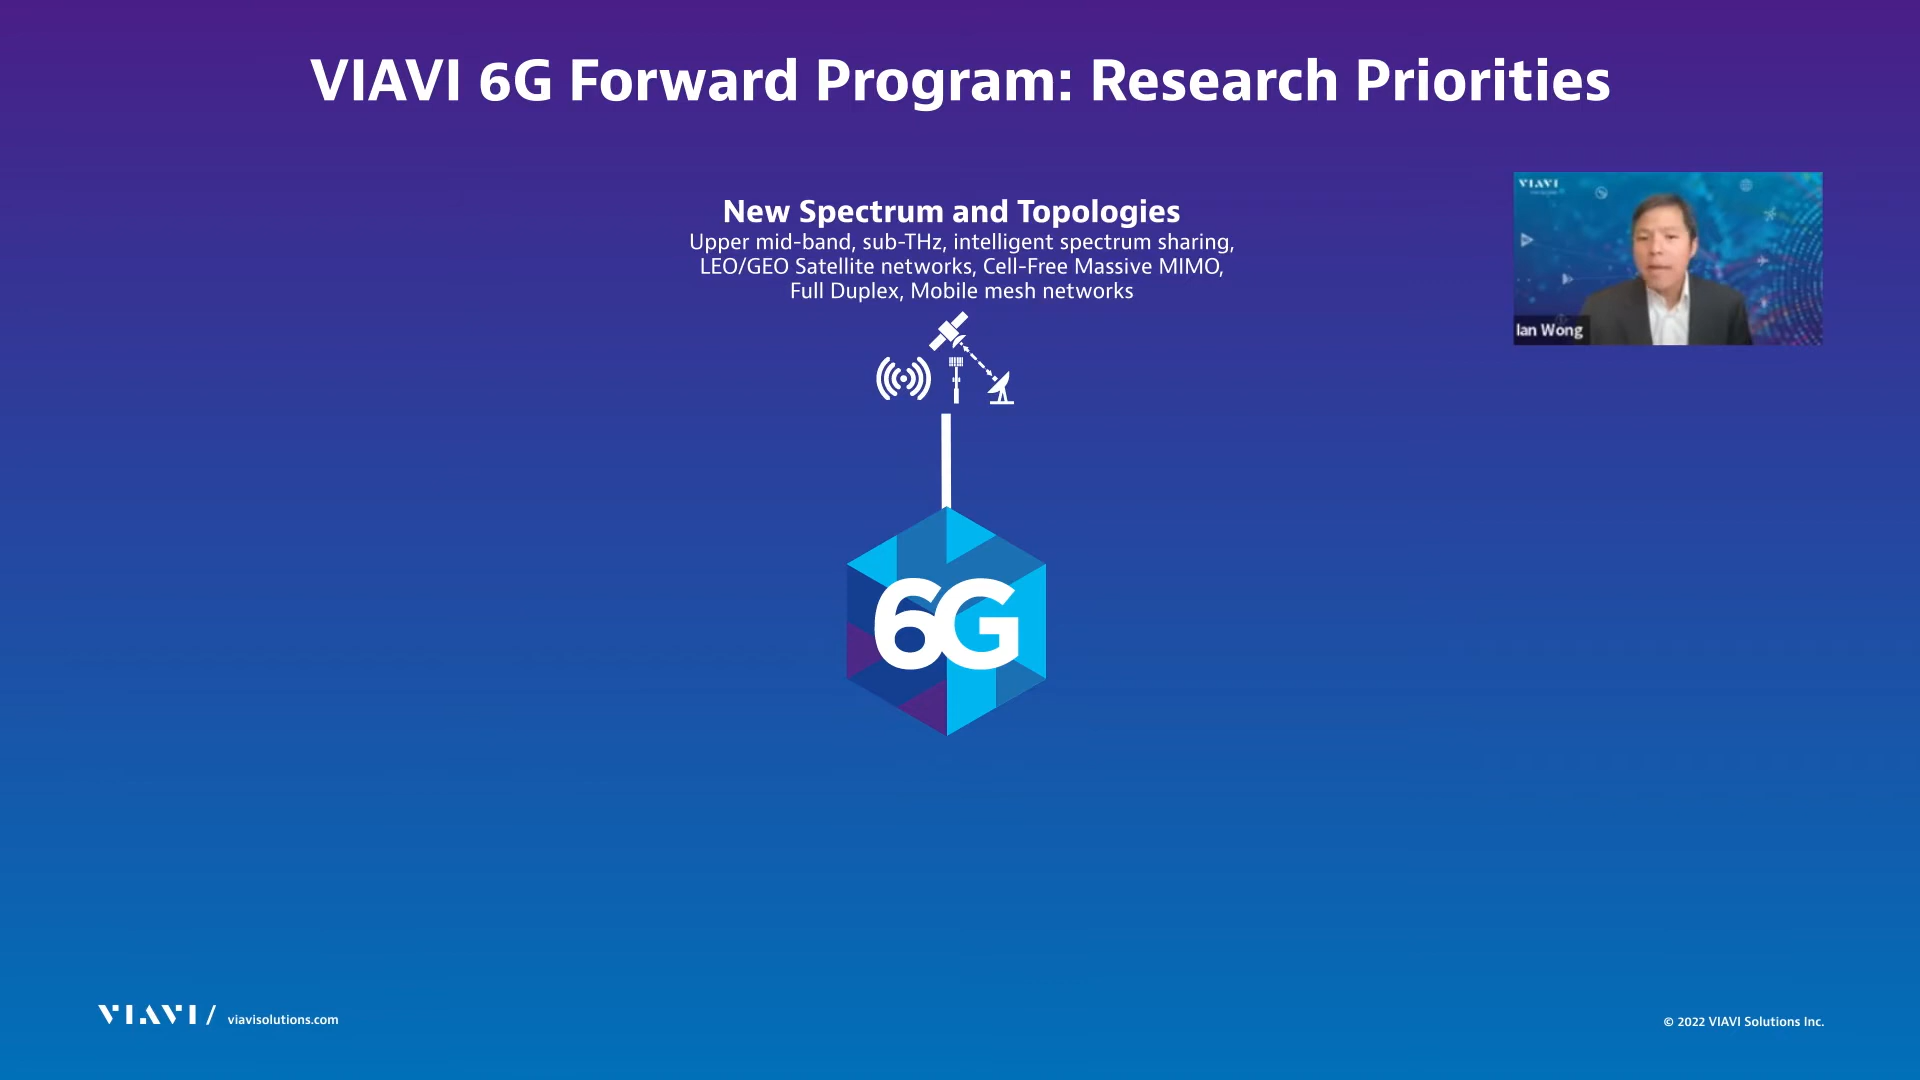 VIAVI 6G Forward Program: Research Priorities
New Spectrum and Topologies
Upper mid-band, sub-THz, intelligent spectrum sharing,
LEO/GEO Satellite networks, Cell-Free Massive MIMO,
Full Duplex, Mobile mesh networks
VIAVI
Ian Wong
6G
VIAVI / viavisolutions.com
© 2022 VIAVI Solutions Inc.